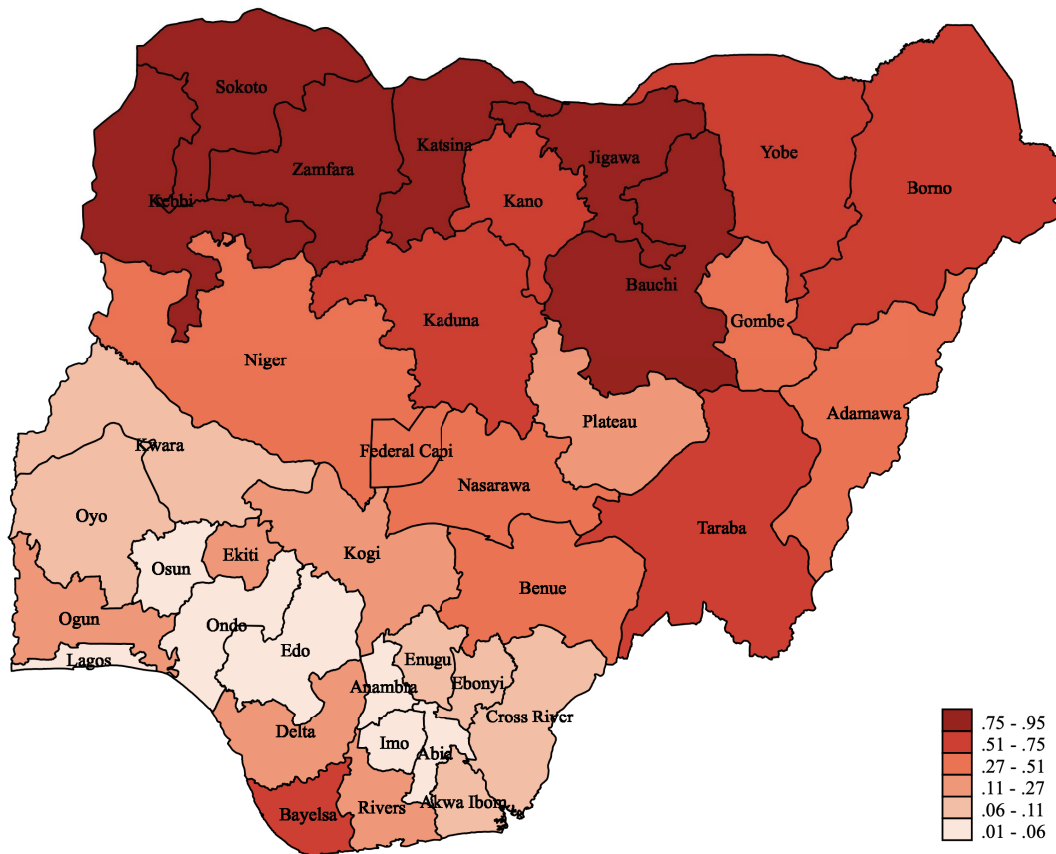 Sokoto
Katsina
Jigawa
Yobe
Zamfara
Borno
Kebbi
Kano
Bauchi
Kaduna
Gombe
Niger
Adamawa
Plateau
Kwara
Federal Capi
Nasarawa
Oyo
Taraba
Osun
Ekiti
Kogi
Benue
Ogun
Ondo
Edo
Lagos
Enugu
Anambra
Ebonyi
Cross River
Delta
Imo
Abia
Bayelsa
Rivers
Akwa Ibom
.75 - .95
.51 - .75
.27 - .51
.11 - .27
.06 - .11
.01 - .06